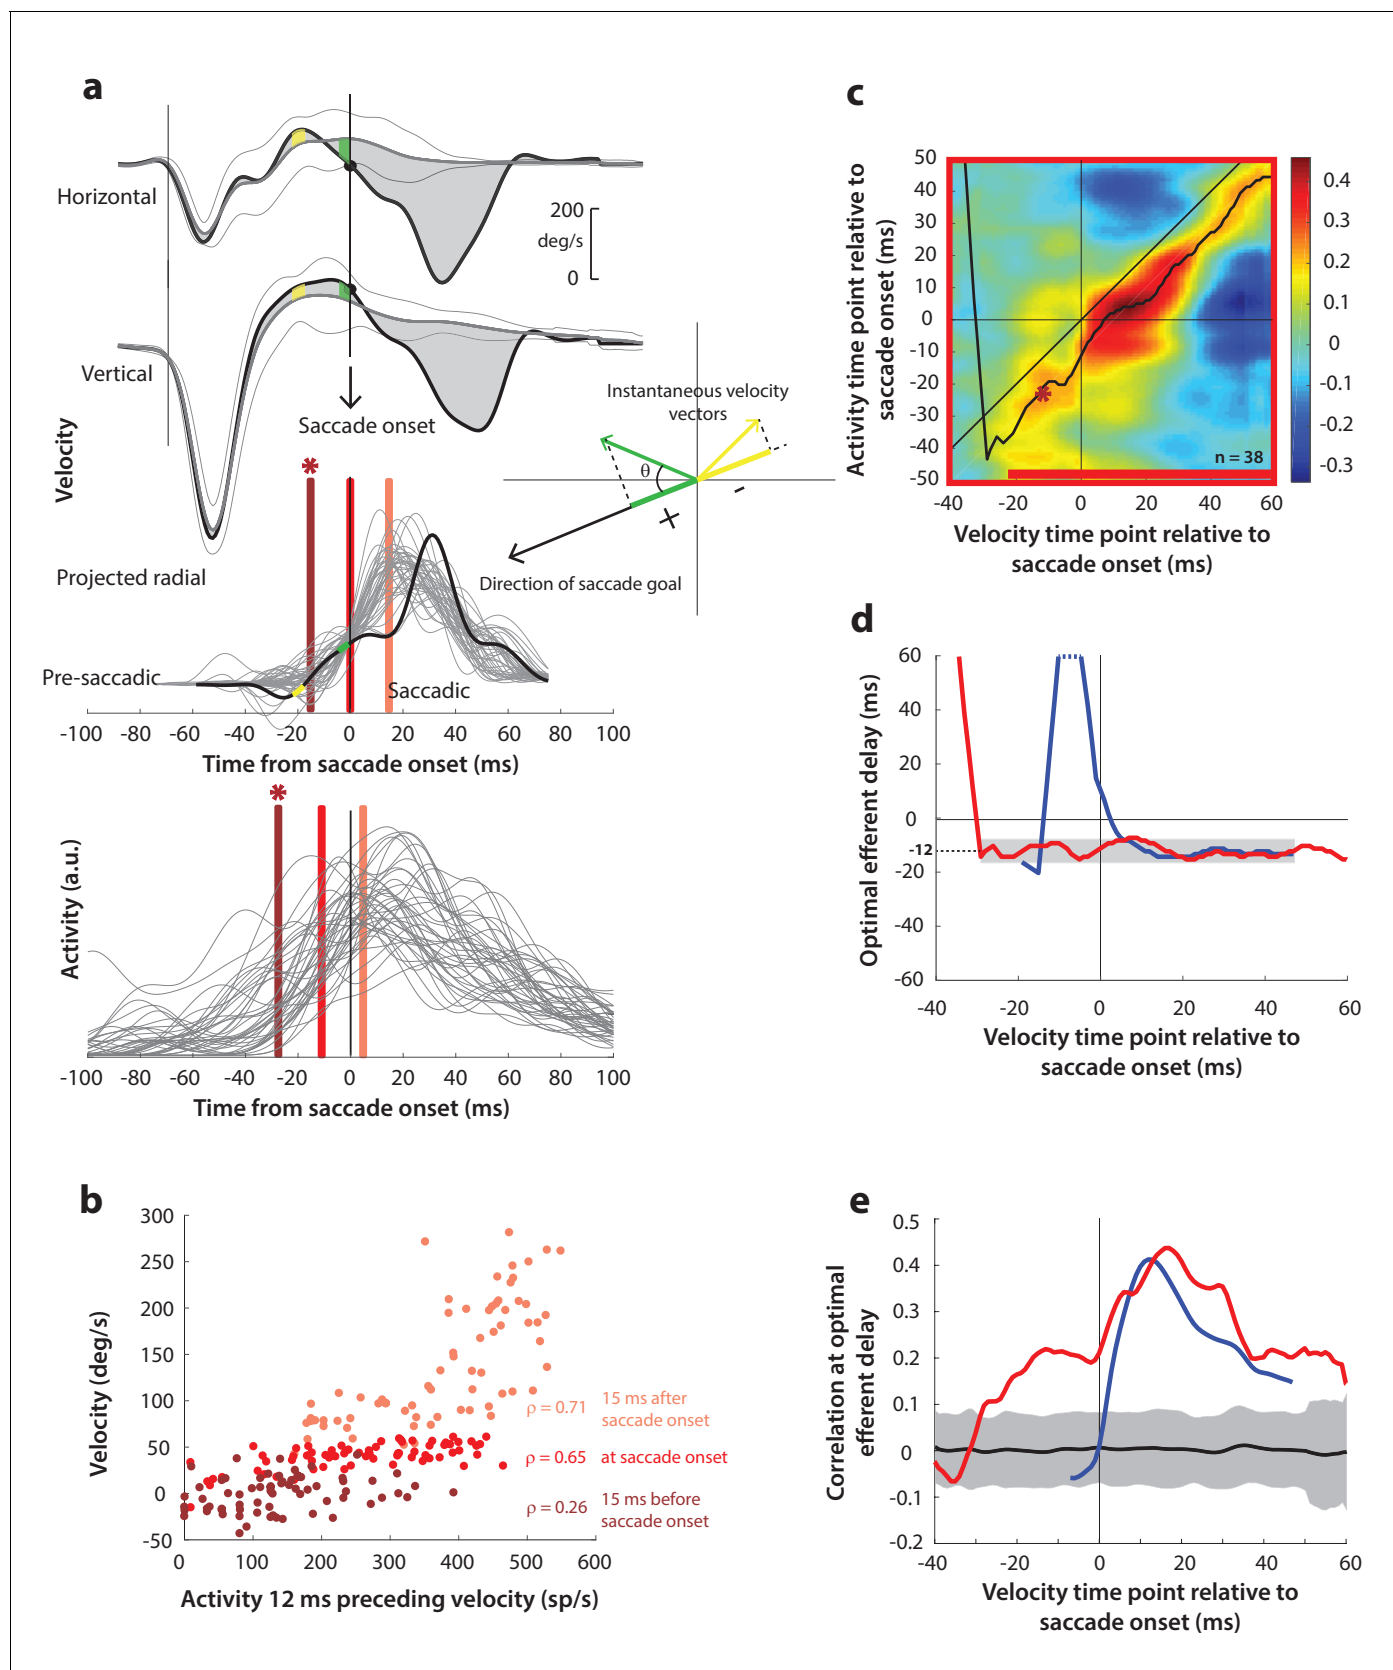 a
Horizontal
200
deg/s
0
Vertical
Saccade onset
Velocity
*
Projected radial
Pre-saccadic
Saccadic
-100 -80 -60 -40 -20 0 20 40 60 80 100
Time from saccade onset (ms)
Instantaneous velocity
vectors
θ
+
-
Direction of saccade goal
*
Activity (a.u.)
-100 -80 -60 -40 -20 0 20 40 60 80 100
Time from saccade onset (ms)
b
Velocity (deg/s)
300
250
200
150
100
50
0
-50
0 100 200 300 400 500 600
Activity 12 ms preceding velocity (sp/s)
ρ = 0.71 15 ms after
saccade onset
ρ = 0.65 at saccade onset
ρ = 0.26 15 ms before
saccade onset
c
Activity time point relative to
saccade onset (ms)
50
40
30
20
10
0
-10
-20
-30
-40
-50
*
n = 38
-40 -20 0 20 40 60
Velocity time point relative to
saccade onset (ms)
0.4
0.3
0.2
0.1
0
-0.1
-0.2
-0.3
d
Optimal efferent delay (ms)
60
40
20
0
-12
-20
-40
-60
-40 -20 0 20 40 60
Velocity time point relative to
saccade onset (ms)
e
Correlation at optimal
efferent delay
0.5
0.4
0.3
0.2
0.1
0
-0.1
-0.2
-40 -20 0 20 40 60
Velocity time point relative to
saccade onset (ms)